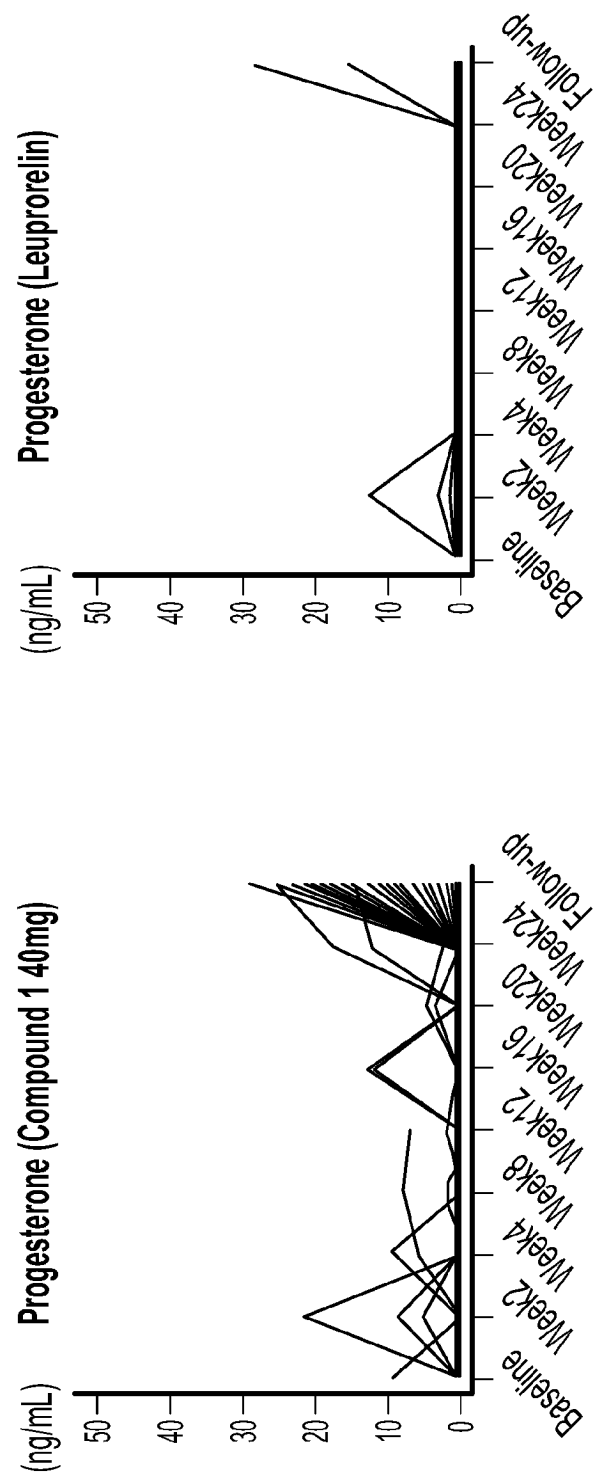 Progesterone (Compound 1 40mg)
(ng/mL)
50
40
30
20
10
0
Baseline
Week2
Week4
Week8
Week12
Week16
Week20
Week24
Follow-up
Progesterone (Leuprorelin)
(ng/mL)
50
40
30
20
10
0
Baseline
Week2
Week4
Week8
Week12
Week16
Week20
Week24
Follow-up